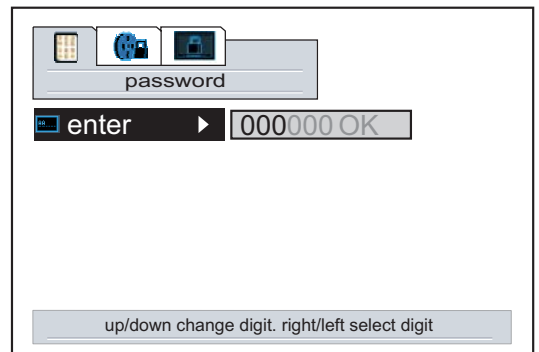 password
enter
000000 OK
up/down change digit. right/left select digit